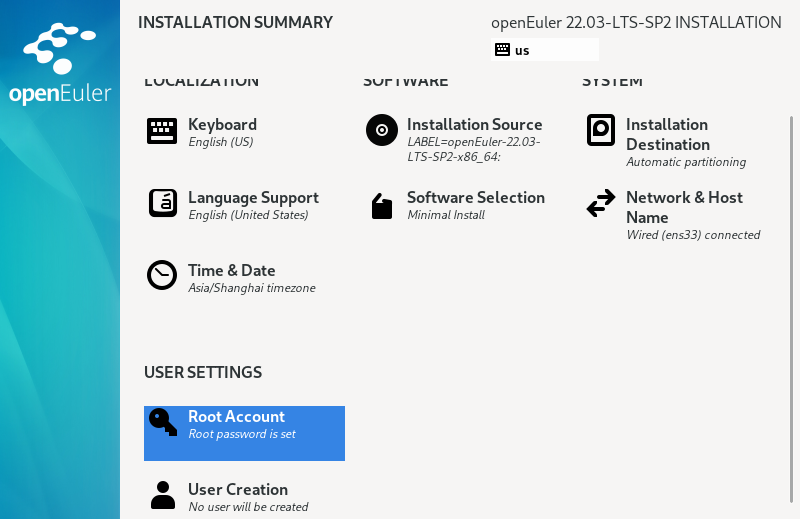 openEuler
INSTALLATION SUMMARY
openEuler 22.03-LTS-SP2 INSTALLATION
us
LOCALIZATION
Keyboard
English (US)
Language Support
English (United States)
Time & Date
Asia/Shanghai timezone
SOFTWARE
Installation Source
LABEL=openEuler-22.03-
LTS-SP2-x86_64:
Software Selection
Minimal Install
SYSTEM
Installation
Destination
Automatic partitioning
Network & Host
Name
Wired (ens33) connected
USER SETTINGS
Root Account
Root password is set
User Creation
No user will be created